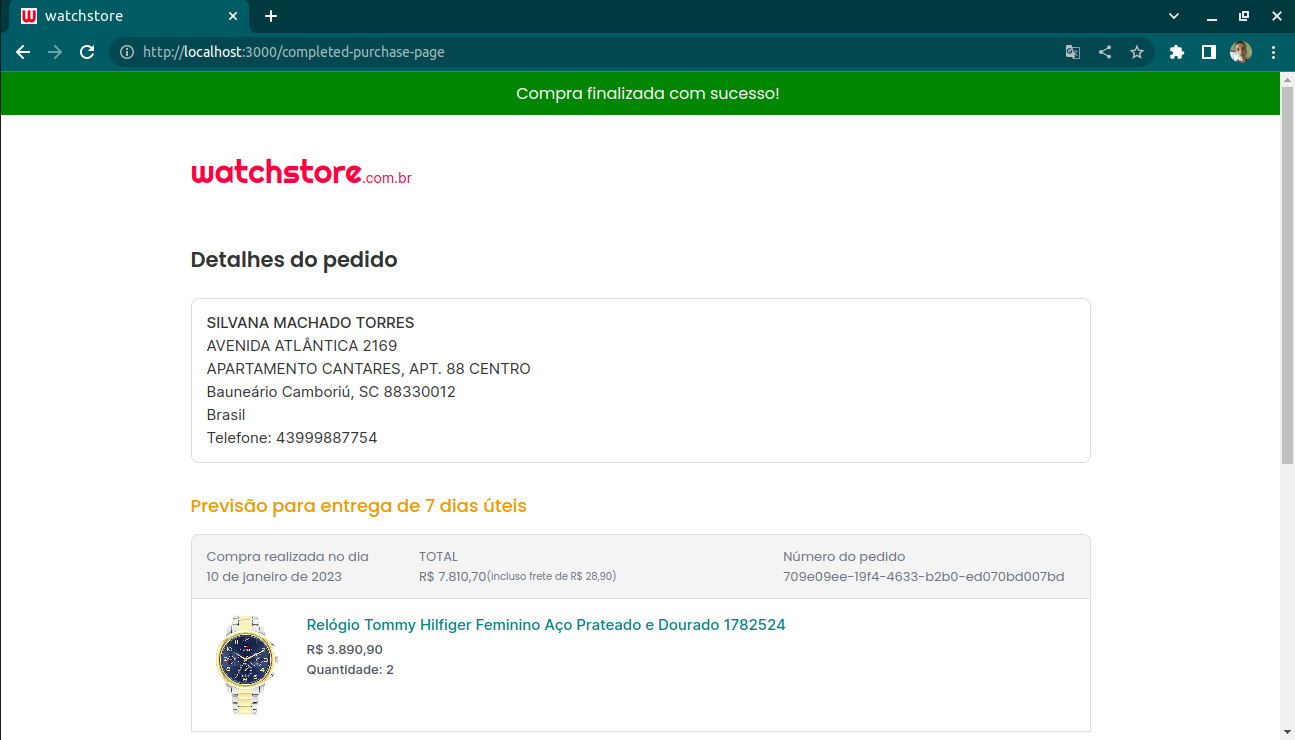 watchstore
http://localhost:3000/completed-purchase-page
Compra finalizada com sucesso!
watchstore.com.br
Detalhes do pedido
SILVANA MACHADO TORRES
AVENIDA ATLÂNTICA 2169
APARTAMENTO CANTARES, APT. 88 CENTRO
Bauneário Camboriú, SC 88330012
Brasil
Telefone: 43999887754
Previsão para entrega de 7 dias úteis
Compra realizada no dia
10 de janeiro de 2023
TOTAL
R$ 7.810,70(incluso frete de R$ 28,90)
Número do pedido
709e09ee-19f4-4633-b2b0-ed070bd007bd
Relógio Tommy Hilfiger Feminino Aço Prateado e Dourado 1782524
R$ 3.890,90
Quantidade: 2